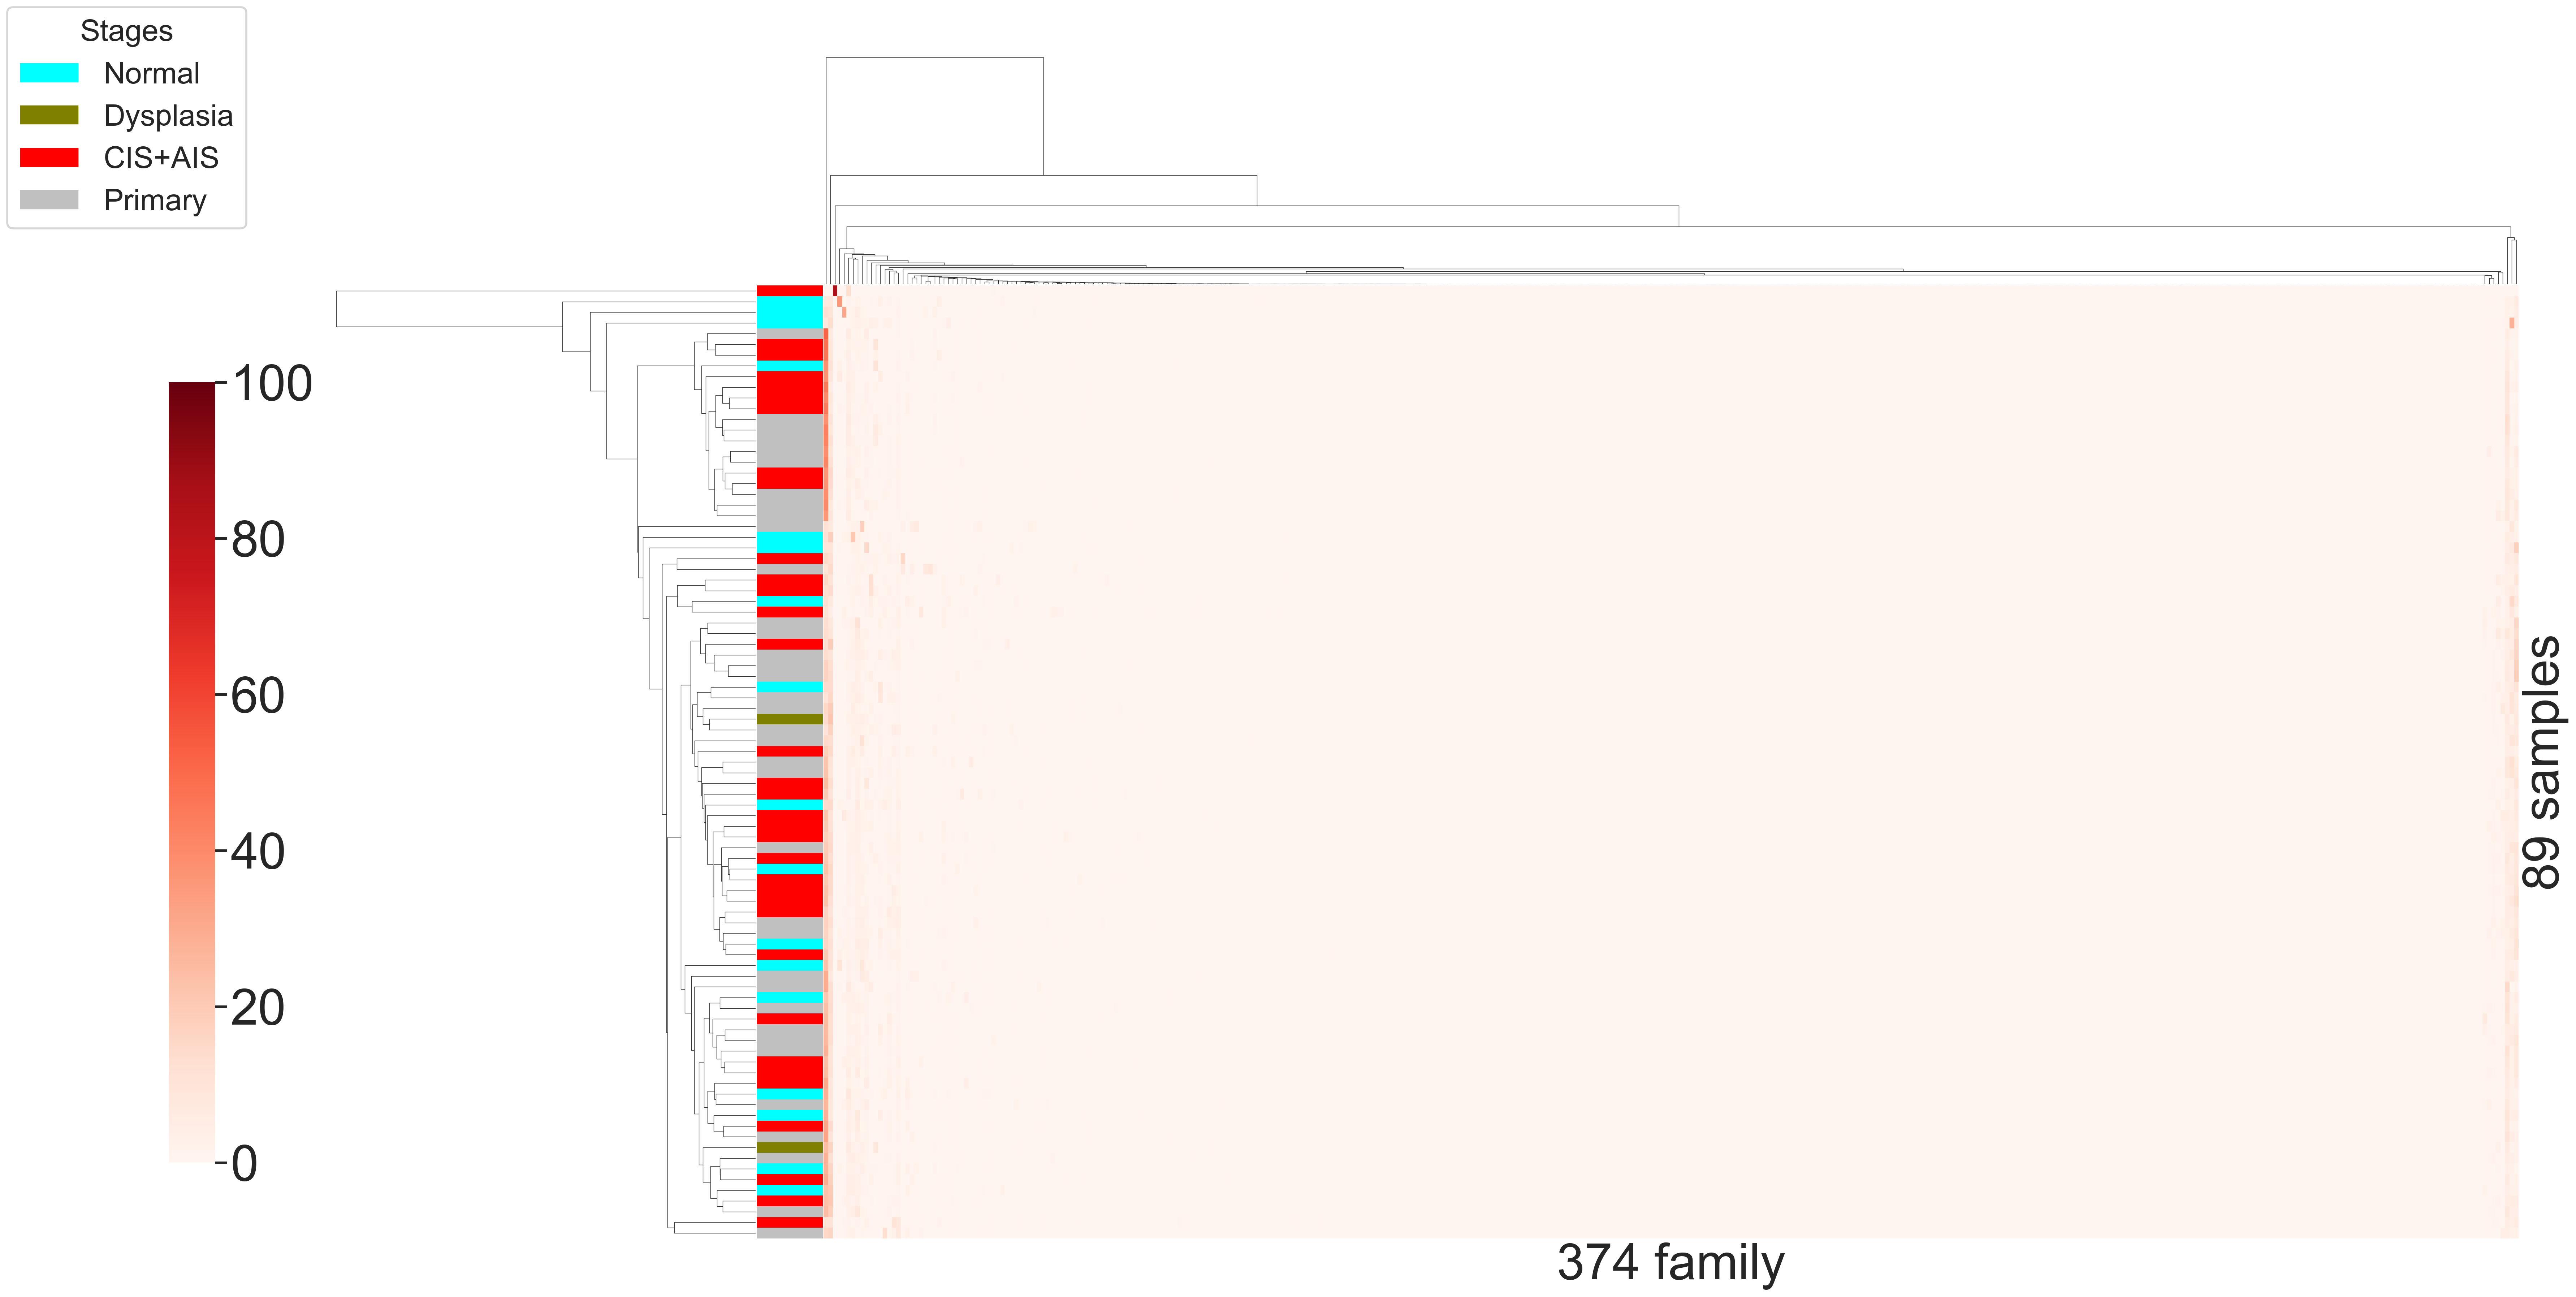 Stages
Normal
Dysplasia
CIS+AIS
Primary
100
80
60
40
20
0
89 samples
374 family